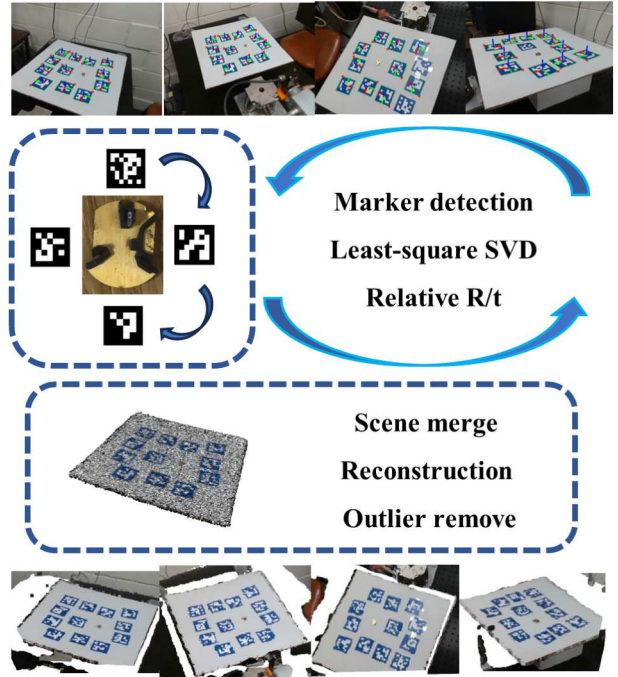 Marker detection
Least-square SVD
Relative R/t
Scene merge
Reconstruction
Outlier remove